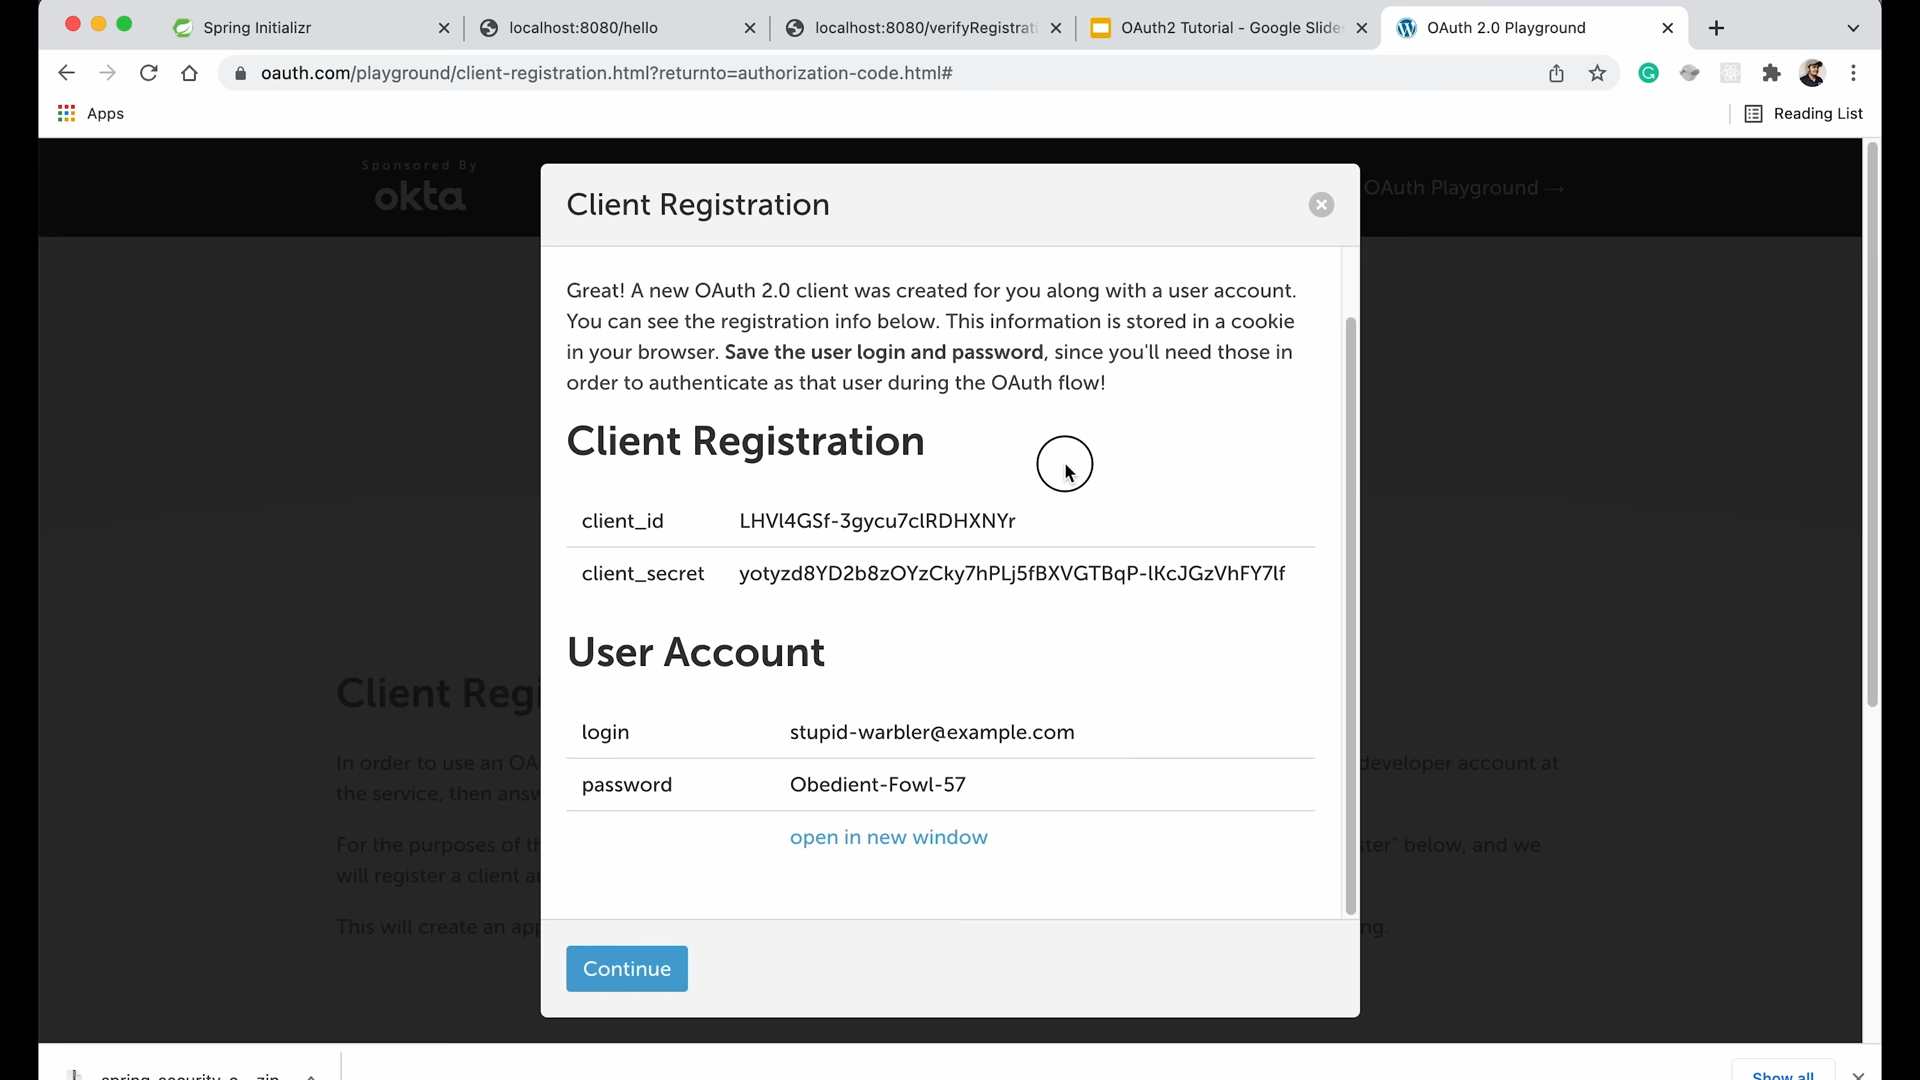 Spring Initializr
localhost:8080/hello
localhost:8080/verifyRegistrati
OAuth2 Tutorial - Google Slides
OAuth 2.0 Playground
oauth.com/playground/client-registration.html?returnto=authorization-code.html#
Apps
Reading List
Sponsored By
okta
OAuth Playground →
Client Registration
Great! A new OAuth 2.0 client was created for you along with a user account.
You can see the registration info below. This information is stored in a cookie
in your browser. Save the user login and password, since you'll need those in
order to authenticate as that user during the OAuth flow!
Client Registration
client_id LHVl4GSf-3gycu7clRDHXNYr
client_secret yotyzd8YD2b8zOYzCky7hPLj5fBXVGTBqP-lKcJGzVhFY7lf
User Account
login stupid-warbler@example.com
password Obedient-Fowl-57
open in new window
Continue
Client Regi
In order to use an OA developer account at
the service, then answ
For the purposes of th ster" below, and we
will register a client a
This will create an app ng.
spring_security_c....zip
Show all